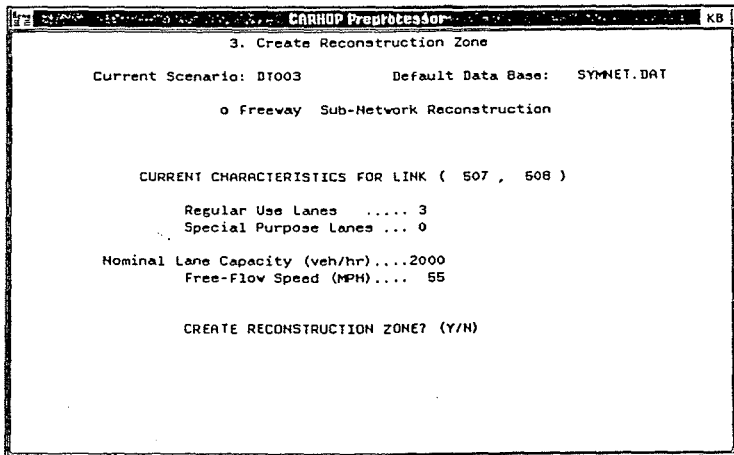 CARHOP Preprocessor
KB
3. Create Reconstruction Zone
Current Scenario: DT003 Default Data Base: SYMNET.DAT
o Freeway Sub-Network Reconstruction
CURRENT CHARACTERISTICS FOR LINK ( 507 , 508 )
Regular Use Lanes ..... 3
Special Purpose Lanes ... 0
Nominal Lane Capacity (veh/hr)....2000
Free-Flow Speed (MPH).... 55
CREATE RECONSTRUCTION ZONE? (Y/N)